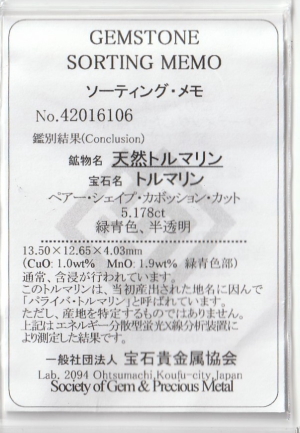 GEMSTONE
SORTING MEMO
ソーティング・メモ
No.42016106
鑑別結果(Conclusion)
鉱物名 天然トルマリン
宝石名 トルマリン
ペアー・シェイプ・カボッション・カット
5.178ct
緑青色、半透明
13.50×12.65×4.03mm
(CuO: 1.0wt% MnO: 1.9wt% 緑青色部)
通常、含浸が行われています。
このトルマリンは、当初産出された地名に因んで
「パライバ・トルマリン」と呼ばれています。
ただし、産地を特定するものではありません。
上記はエネルギー分散型蛍光X線分析装置に
より測定した結果です。
一般社団法人 宝石貴金属協会
Lab. 2094 Ohtsumachi, Koufu-city Japan
Society of Gem & Precious Metal